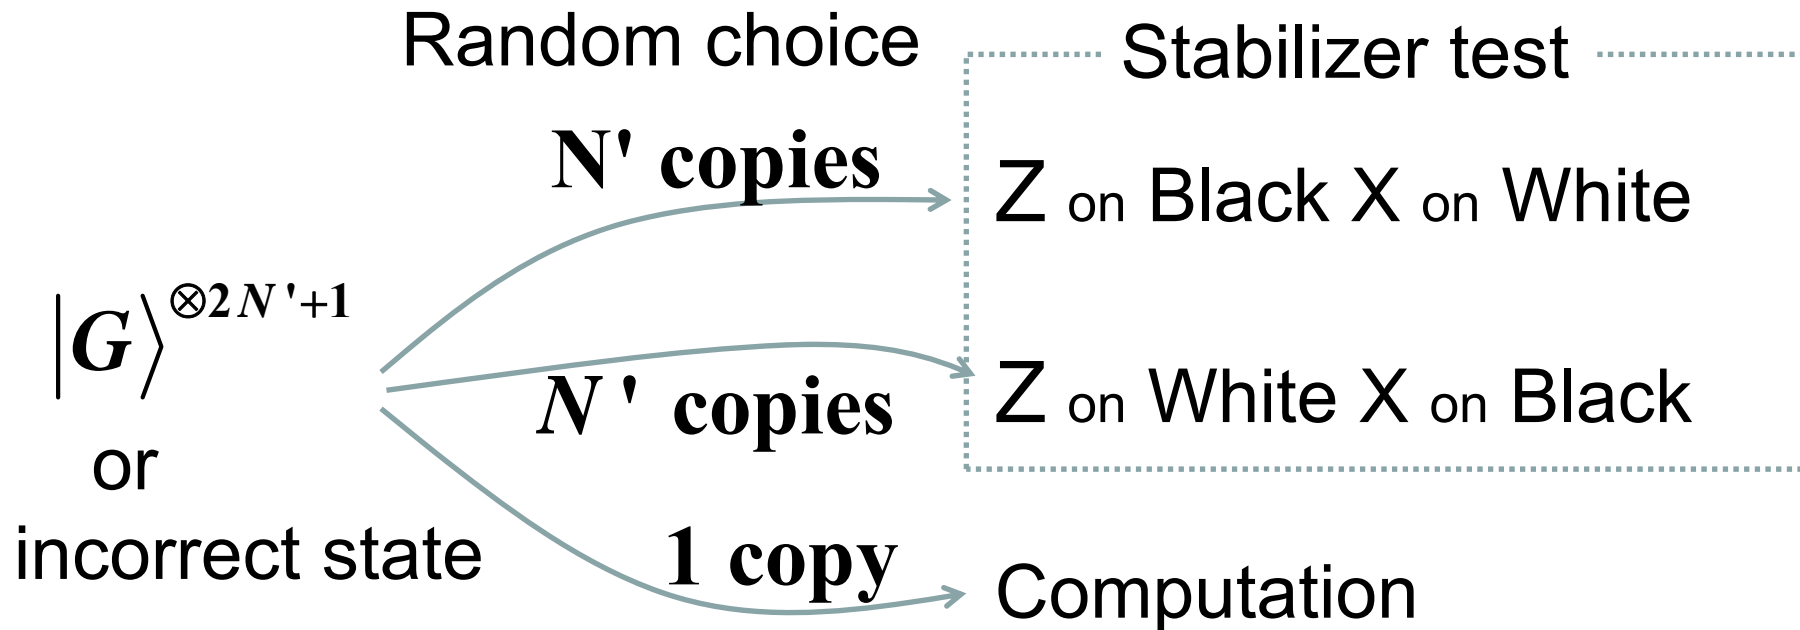 Random choice
Stabilizer test
N' copies
Z on Black X on White
|G⟩^{⊗2N'+1}
or
incorrect state
N' copies
Z on White X on Black
1 copy
Computation